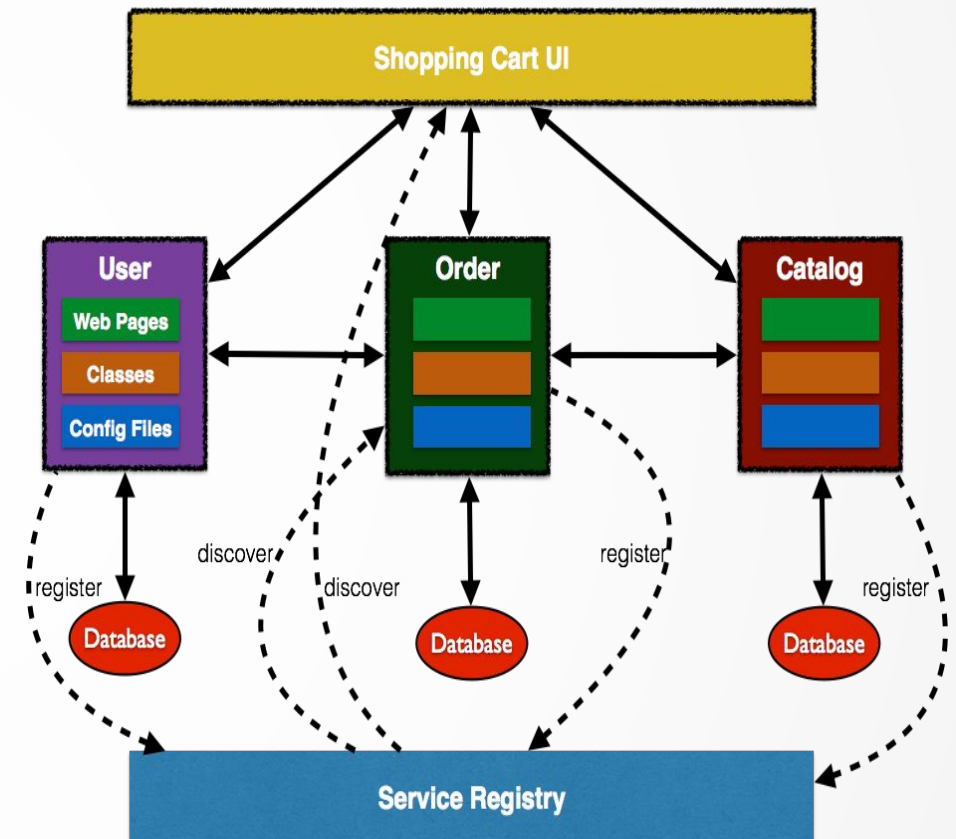 Shopping Cart UI
User
Web Pages
Classes
Config FIles
Order
Catalog
discover
register
discover
register
register
Database
Database
Database
Service Registry